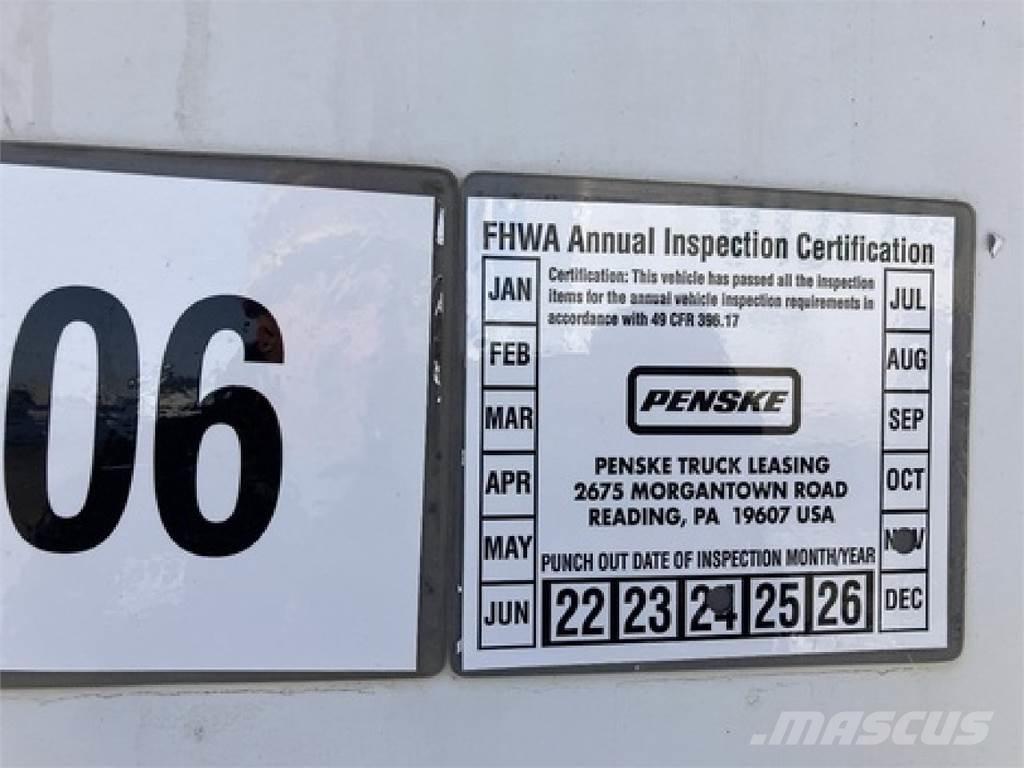 06
FHWA Annual Inspection Certification
Certification: This vehicle has passed all the inspection
items for the annual vehicle inspection requirements in
accordance with 49 CFR 396.17
JAN
FEB
MAR
APR
MAY
JUN
PENSKE
PENSKE TRUCK LEASING
2675 MORGANTOWN ROAD
READING, PA 19607 USA
PUNCH OUT DATE OF INSPECTION MONTH/YEAR
22 23 24 25 26
JUL
AUG
SEP
OCT
NOV
DEC
MASCUS